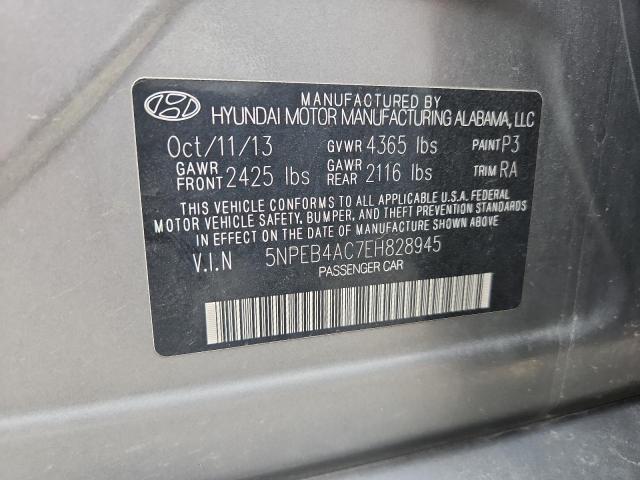 MANUFACTURED BY
HYUNDAI MOTOR MANUFACTURING ALABAMA, LLC
Oct/11/13 GVWR 4365 lbs PAINT P3
GAWR FRONT 2425 lbs GAWR REAR 2116 lbs TRIM RA
THIS VEHICLE CONFORMS TO ALL APPLICABLE U.S.A. FEDERAL
MOTOR VEHICLE SAFETY, BUMPER, AND THEFT PREVENTION
STANDARDS IN EFFECT ON THE DATE OF MANUFACTURE SHOWN ABOVE.
V.I.N 5NPEB4AC7EH828945
PASSENGER CAR